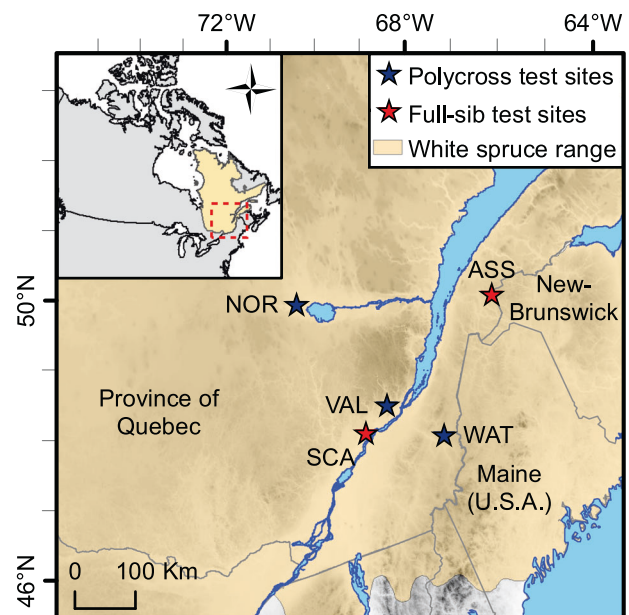 72°W 68°W 64°W
Polycross test sites
Full-sib test sites
White spruce range
ASS
50°N
NOR
New-
Brunswick
Province of
Quebec
VAL
WAT
SCA
Maine
(U.S.A.)
46°N
0 100 Km